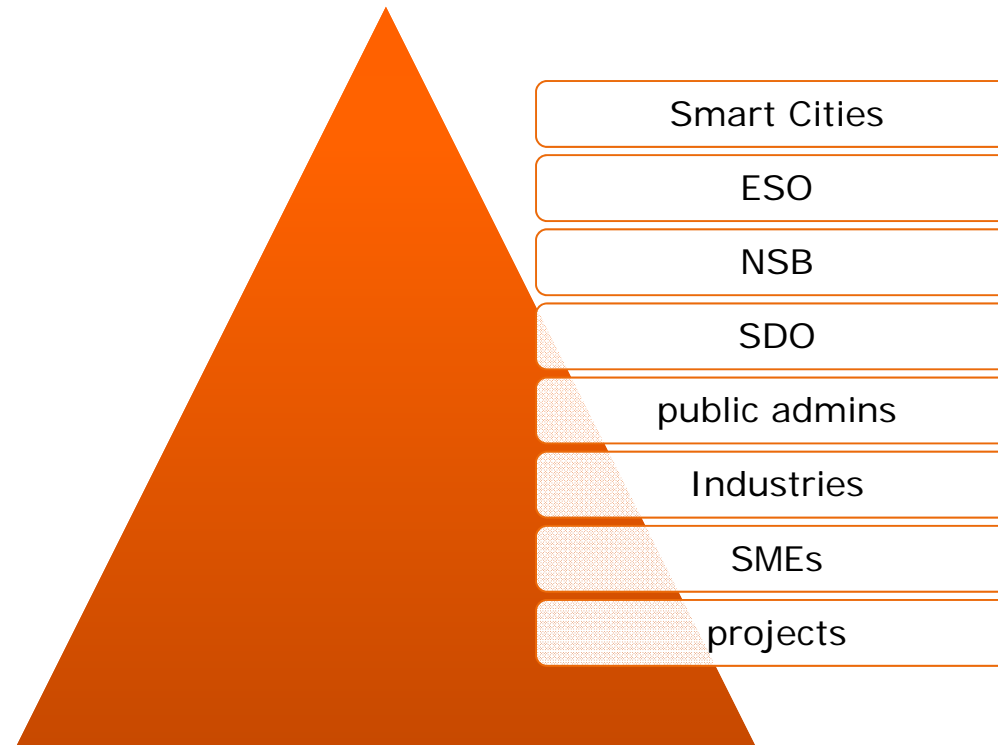 Smart Cities
ESO
NSB
SDO
public admins
Industries
SMEs
projects